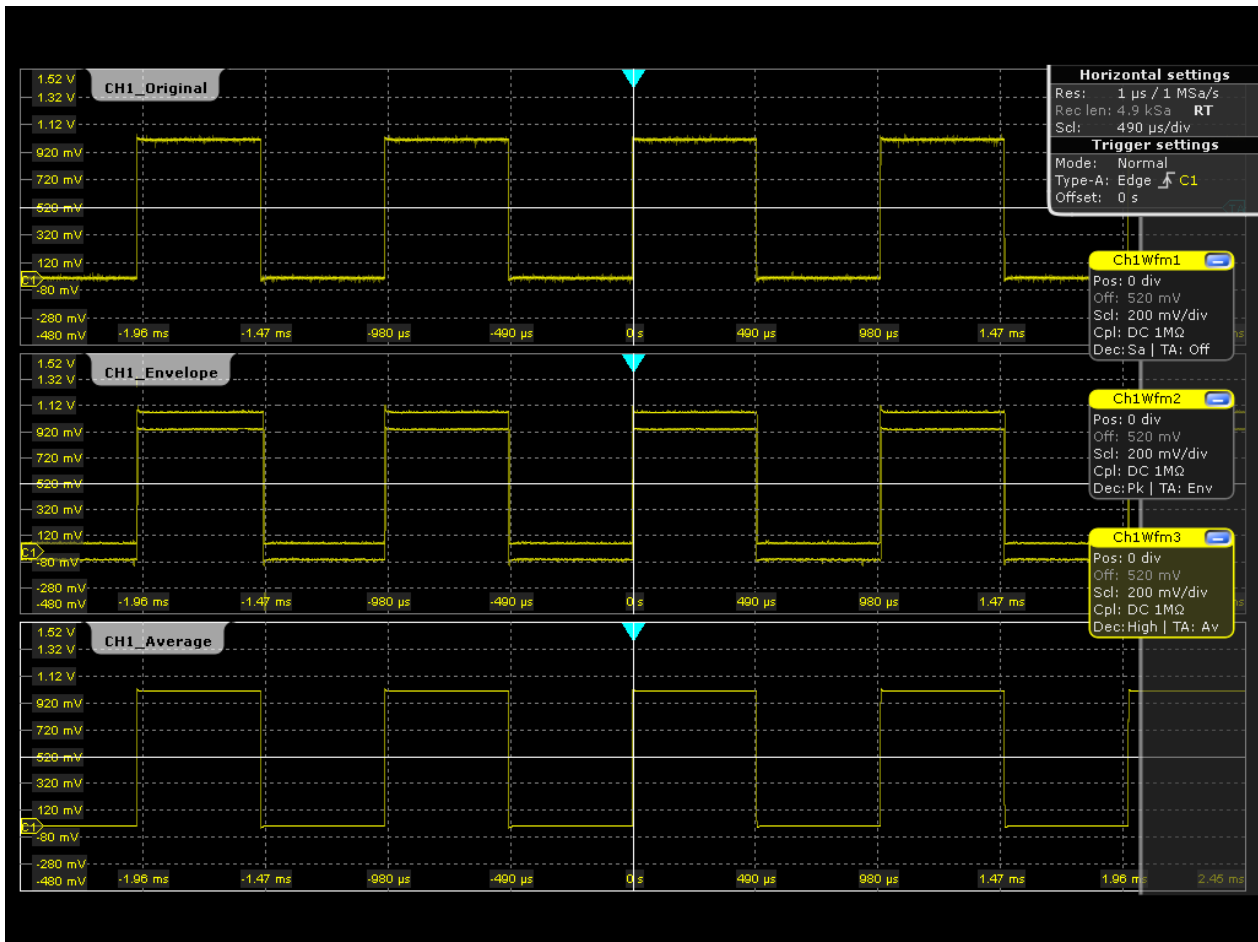 CH1_Original
1.52 V
1.32 V
1.12 V
920 mV
720 mV
520 mV
320 mV
120 mV
C1
-80 mV
-280 mV
-480 mV
-1.96 ms -1.47 ms -980 µs -490 µs 0 s 490 µs 980 µs 1.47 ms
CH1_Envelope
1.52 V
1.32 V
1.12 V
920 mV
720 mV
520 mV
320 mV
120 mV
C1
-80 mV
-280 mV
-480 mV
-1.96 ms -1.47 ms -980 µs -490 µs 0 s 490 µs 980 µs 1.47 ms
CH1_Average
1.52 V
1.32 V
1.12 V
920 mV
720 mV
520 mV
320 mV
120 mV
C1
-80 mV
-280 mV
-480 mV
-1.96 ms -1.47 ms -980 µs -490 µs 0 s 490 µs 980 µs 1.47 ms 1.96 ms 2.45 ms
Horizontal settings
Res: 1 µs / 1 MSa/s
Rec len: 4.9 kSa RT
Scl: 490 µs/div
Trigger settings
Mode: Normal
Type-A: Edge C1
Offset: 0 s
Ch1Wfm1
Pos: 0 div
Off: 520 mV
Scl: 200 mV/div
Cpl: DC 1MΩ
Dec: Sa | TA: Off
Ch1Wfm2
Pos: 0 div
Off: 520 mV
Scl: 200 mV/div
Cpl: DC 1MΩ
Dec: Pk | TA: Env
Ch1Wfm3
Pos: 0 div
Off: 520 mV
Scl: 200 mV/div
Cpl: DC 1MΩ
Dec: High | TA: Av